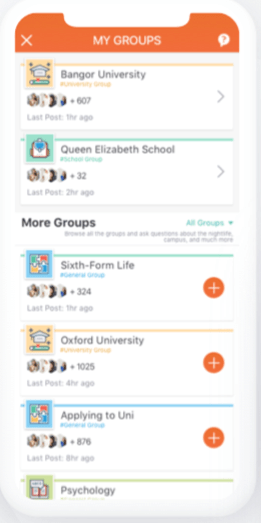 MY GROUPS
?
Bangor University
#University Group
+ 607
Last Post: 1hr ago
Queen Elizabeth School
#School Group
+ 32
Last Post: 2hr ago
More Groups
All Groups
Browse all the groups and ask questions about the nightlife,
campus, and much more
Sixth-Form Life
#General Group
+ 324
Last Post: 1hr ago
Oxford University
#University Group
+ 1025
Last Post: 4hr ago
Applying to Uni
#General Group
+ 876
Last Post: 8hr ago
Psychology